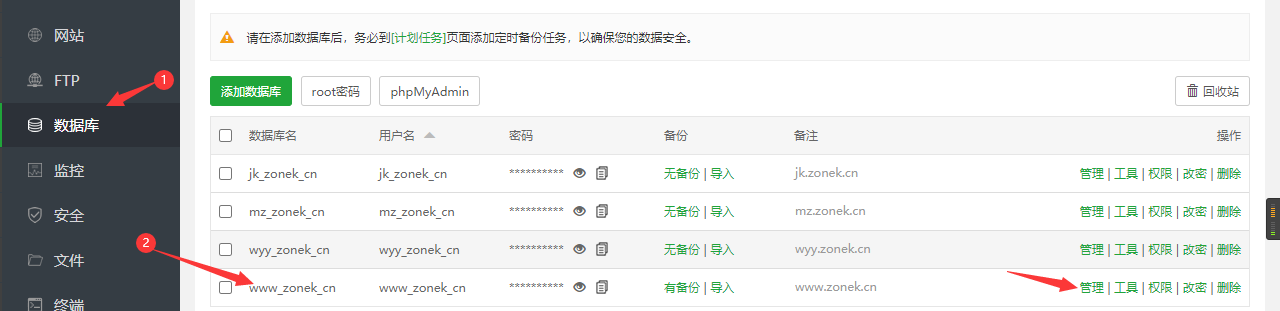 网站
FTP
数据库
监控
安全
文件
终端
1
2
请在添加数据库后，务必到[计划任务]页面添加定时备份任务，以确保您的数据安全。
添加数据库 root密码 phpMyAdmin 回收站
数据库名 用户名 密码 备份 备注 操作
jk_zonek_cn jk_zonek_cn ********** 无备份 | 导入 jk.zonek.cn 管理 | 工具 | 权限 | 改密 | 删除
mz_zonek_cn mz_zonek_cn ********** 无备份 | 导入 mz.zonek.cn 管理 | 工具 | 权限 | 改密 | 删除
wyy_zonek_cn wyy_zonek_cn ********** 无备份 | 导入 wyy.zonek.cn 管理 | 工具 | 权限 | 改密 | 删除
www_zonek_cn www_zonek_cn ********** 有备份 | 导入 www.zonek.cn 管理 | 工具 | 权限 | 改密 | 删除